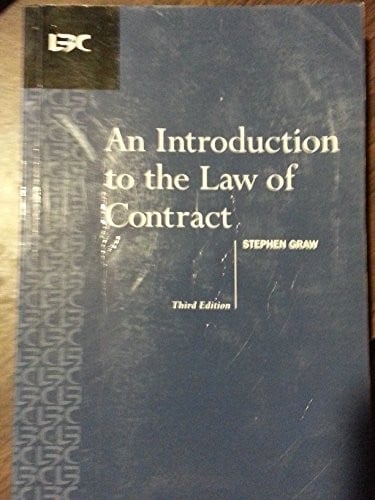 LBC
An Introduction
to the Law of
Contract
STEPHEN GRAW
Third Edition